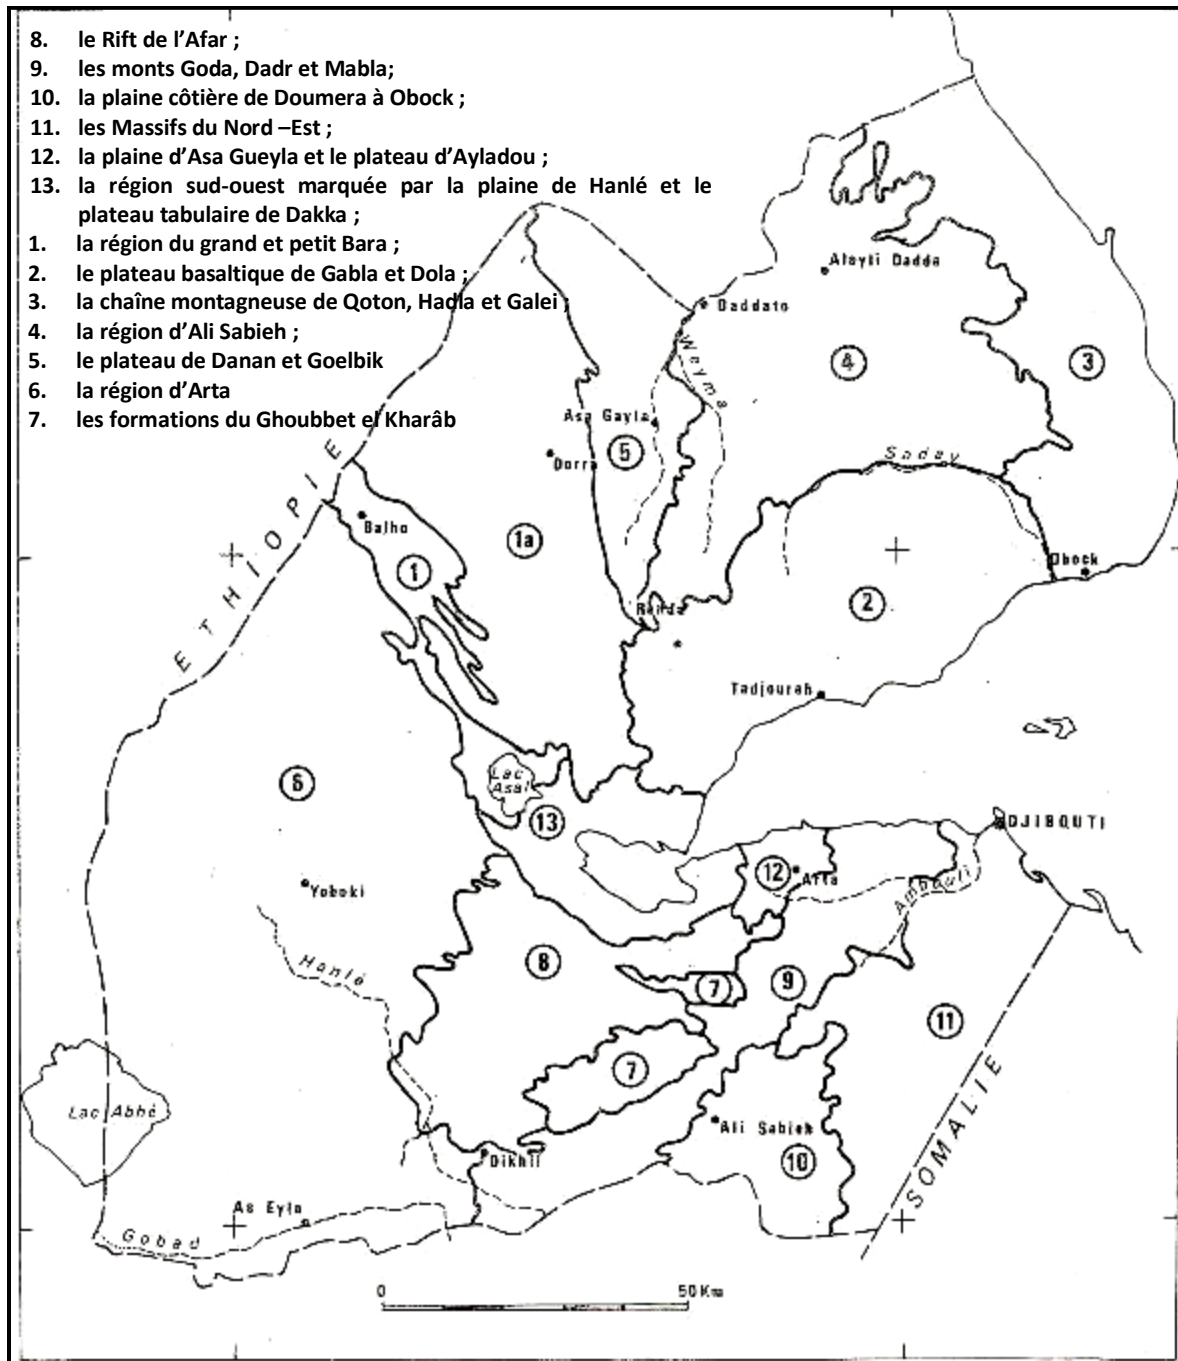 8. le Rift de l'Afar ;
9. les monts Goda, Dadr et Mabla;
10. la plaine côtière de Doumera à Obock ;
11. les Massifs du Nord –Est ;
12. la plaine d'Asa Gueyla et le plateau d'Ayladou ;
13. la région sud-ouest marquée par la plaine de Hanlé et le
plateau tabulaire de Dakka ;
1. la région du grand et petit Bara ;
2. le plateau basaltique de Gabla et Dola ;
3. la chaîne montagneuse de Qoton, Hadla et Galei ;
4. la région d'Ali Sabieh ;
5. le plateau de Danan et Goelbik
6. la région d'Arta
7. les formations du Ghoubbet el Kharâb
Alayli Dadda
Daddato
Weyma
4
3
Asa Gayla
5
Dorra
Saday
ETHIOPIE
Balho
1a
1
Obock
2
Randa
Tadjourah
6
Lac
Asal
13
DJIBOUTI
12
Arta
Ambouli
Yoboki
Hanlé
8
7
9
11
7
Lac Abhé
Ali Sabieh
10
SOMALIE
Dikhil
As Eyla
Gobad
0 50 Km